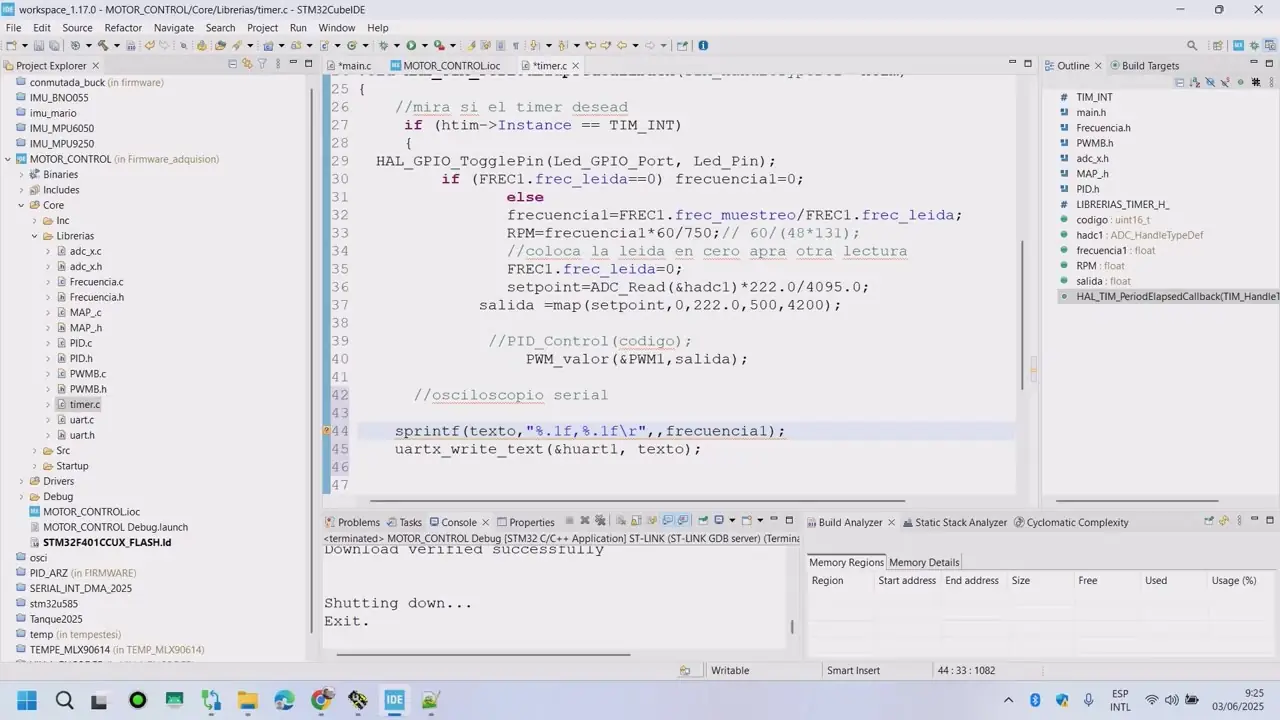 workspace_1.17.0 - MOTOR_CONTROL/Core/Librerias/timer.c - STM32CubeIDE
File Edit Source Refactor Navigate Search Project Run Window Help
Project Explorer
conmutada_buck (in firmware)
IMU_BNO055
imu_mario
IMU_MPU6050
IMU_MPU9250
MOTOR_CONTROL (in Firmware_adquision)
Binaries
Includes
Core
Inc
Librerias
adc_x.c
adc_x.h
Frecuencia.c
Frecuencia.h
MAP_.c
MAP_.h
PID.c
PID.h
PWMB.c
PWMB.h
timer.c
uart.c
uart.h
Src
Startup
Drivers
Debug
MOTOR_CONTROL.ioc
MOTOR_CONTROL Debug.launch
STM32F401CCUX_FLASH.ld
osci
PID_ARZ (in FIRMWARE)
SERIAL_INT_DMA_2025
stm32u585
Tanque2025
temp (in tempestesi)
TEMPE_MLX90614 (in TEMP_MLX90614)
*main.c MOTOR_CONTROL.ioc *timer.c
25 {
26 //mira si el timer desead
27 if (htim->Instance == TIM_INT)
28 {
29 HAL_GPIO_TogglePin(Led_GPIO_Port, Led_Pin);
30 if (FREC1.frec_leida==0) frecuencia1=0;
31 else
32 frecuencia1=FREC1.frec_muestreo/FREC1.frec_leida;
33 RPM=frecuencia1*60/750;// 60/(48*131);
34 //coloca la leida en cero apra otra lectura
35 FREC1.frec_leida=0;
36 setpoint=ADC_Read(&hadc1)*222.0/4095.0;
37 salida =map(setpoint,0,222.0,500,4200);
38
39 //PID_Control(codigo);
40 PWM_valor(&PWM1,salida);
41
42 //osciloscopio serial
43
44 sprintf(texto,"%.1f,%.1f\r",,frecuencia1);
45 uartx_write_text(&huart1, texto);
46
47
Outline Build Targets
TIM_INT
main.h
Frecuencia.h
PWMB.h
adc_x.h
MAP_.h
PID.h
LIBRERIAS_TIMER_H_
codigo : uint16_t
hadc1 : ADC_HandleTypeDef
frecuencia1 : float
RPM : float
salida : float
HAL_TIM_PeriodElapsedCallback(TIM_Handle
Problems Tasks Console Properties
<terminated> MOTOR_CONTROL Debug [STM32 C/C++ Application] ST-LINK (ST-LINK GDB server) (Termina
Download verified successfully
Shutting down...
Exit.
Build Analyzer Static Stack Analyzer Cyclomatic Complexity
Memory Regions Memory Details
Region Start address End address Size Free Used Usage (%)
Writable Smart Insert 44 : 33 : 1082
IDE
ESP
INTL
9:25
03/06/2025